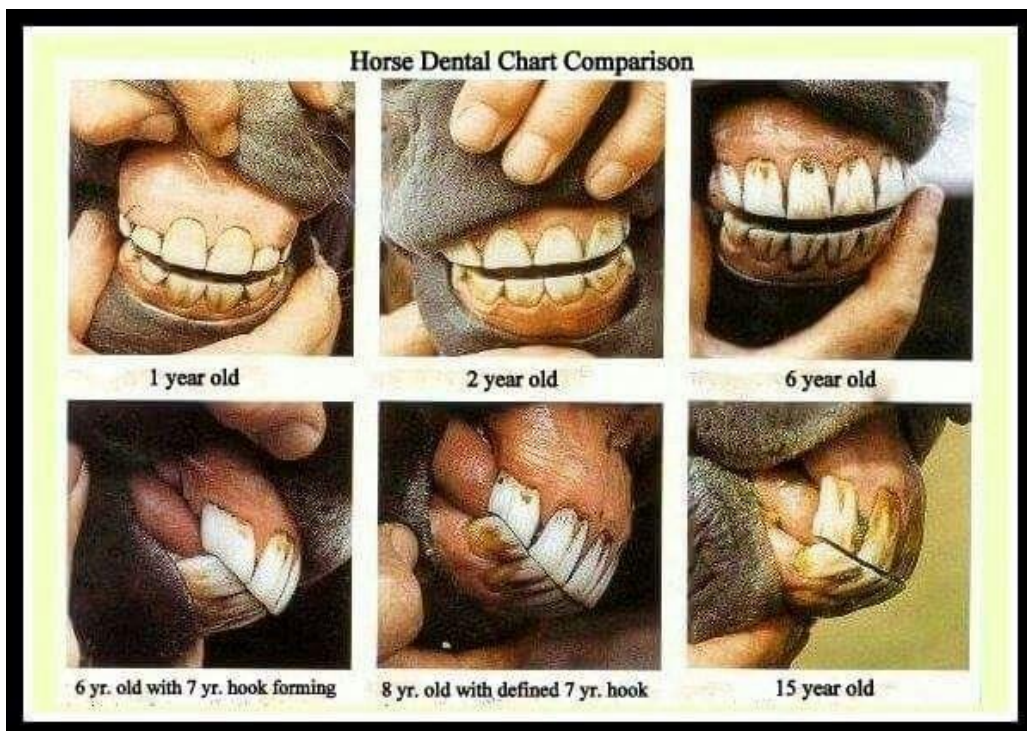 Horse Dental Chart Comparison
1 year old
2 year old
6 year old
6 yr. old with 7 yr. hook forming
8 yr. old with defined 7 yr. hook
15 year old